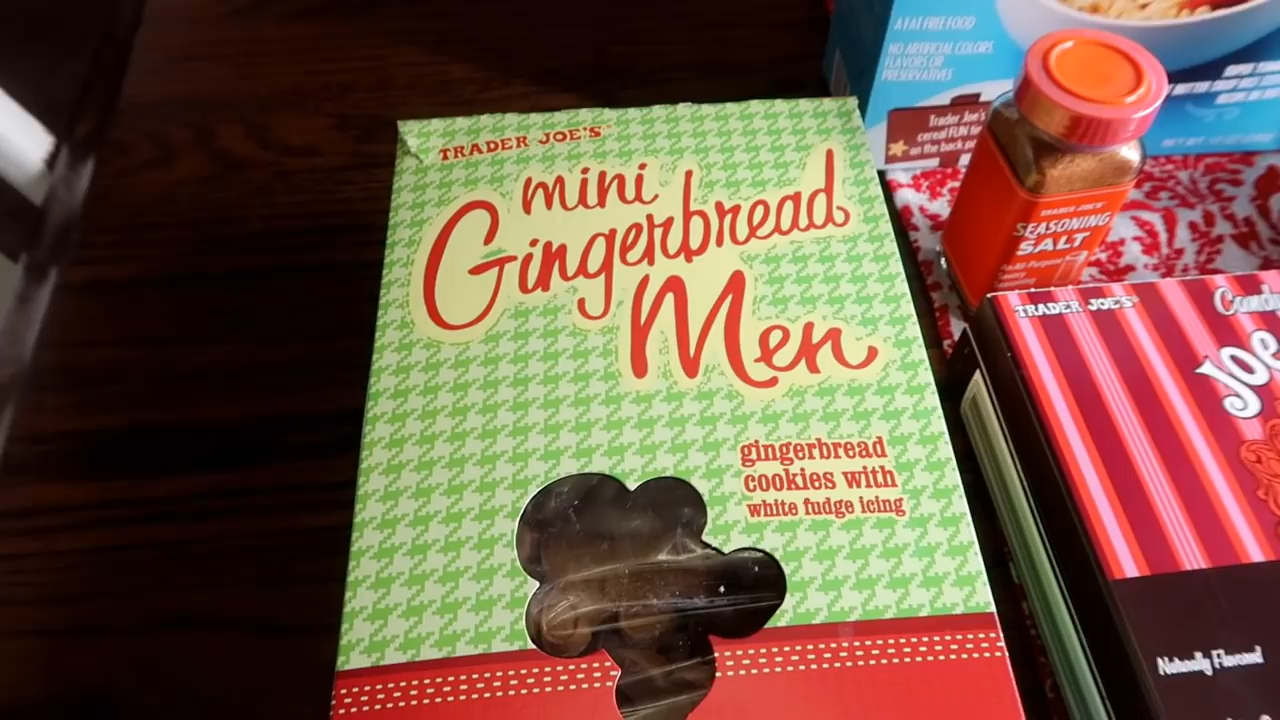 TRADER JOE'S
mini
Gingerbread
Men
gingerbread
cookies with
white fudge icing
A FAT FREE FOOD
NO ARTIFICIAL COLORS
FLAVORS OR
PRESERVATIVES
Trader Joe's
cereal FUN
on the back
TRADER JOE'S
SEASONING
SALT
TRADER JOE'S
Joe
Naturally Flavored